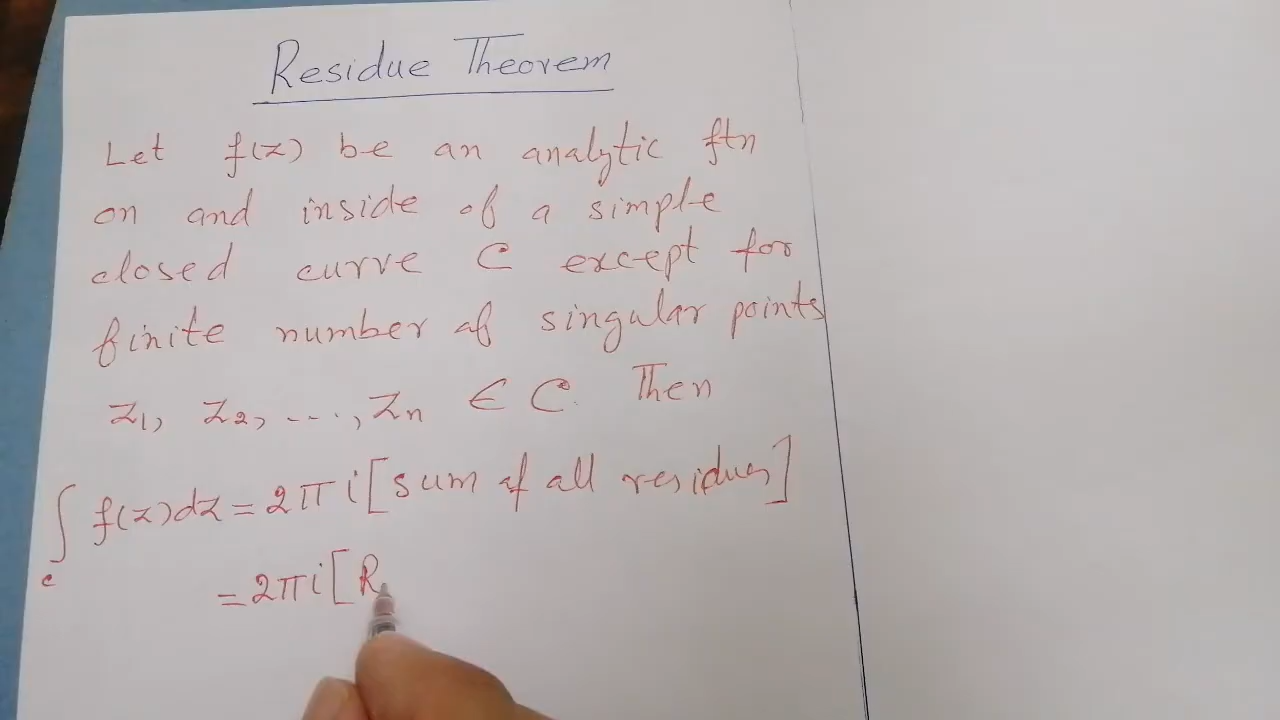 Residue Theorem
Let f(z) be an analytic ftn
on and inside of a simple
closed curve C except for
finite number of singular points
z₁, z₂, ...., zₙ ∈ C. Then
∫_c f(z)dz = 2πi[sum of all residues]
= 2πi[R